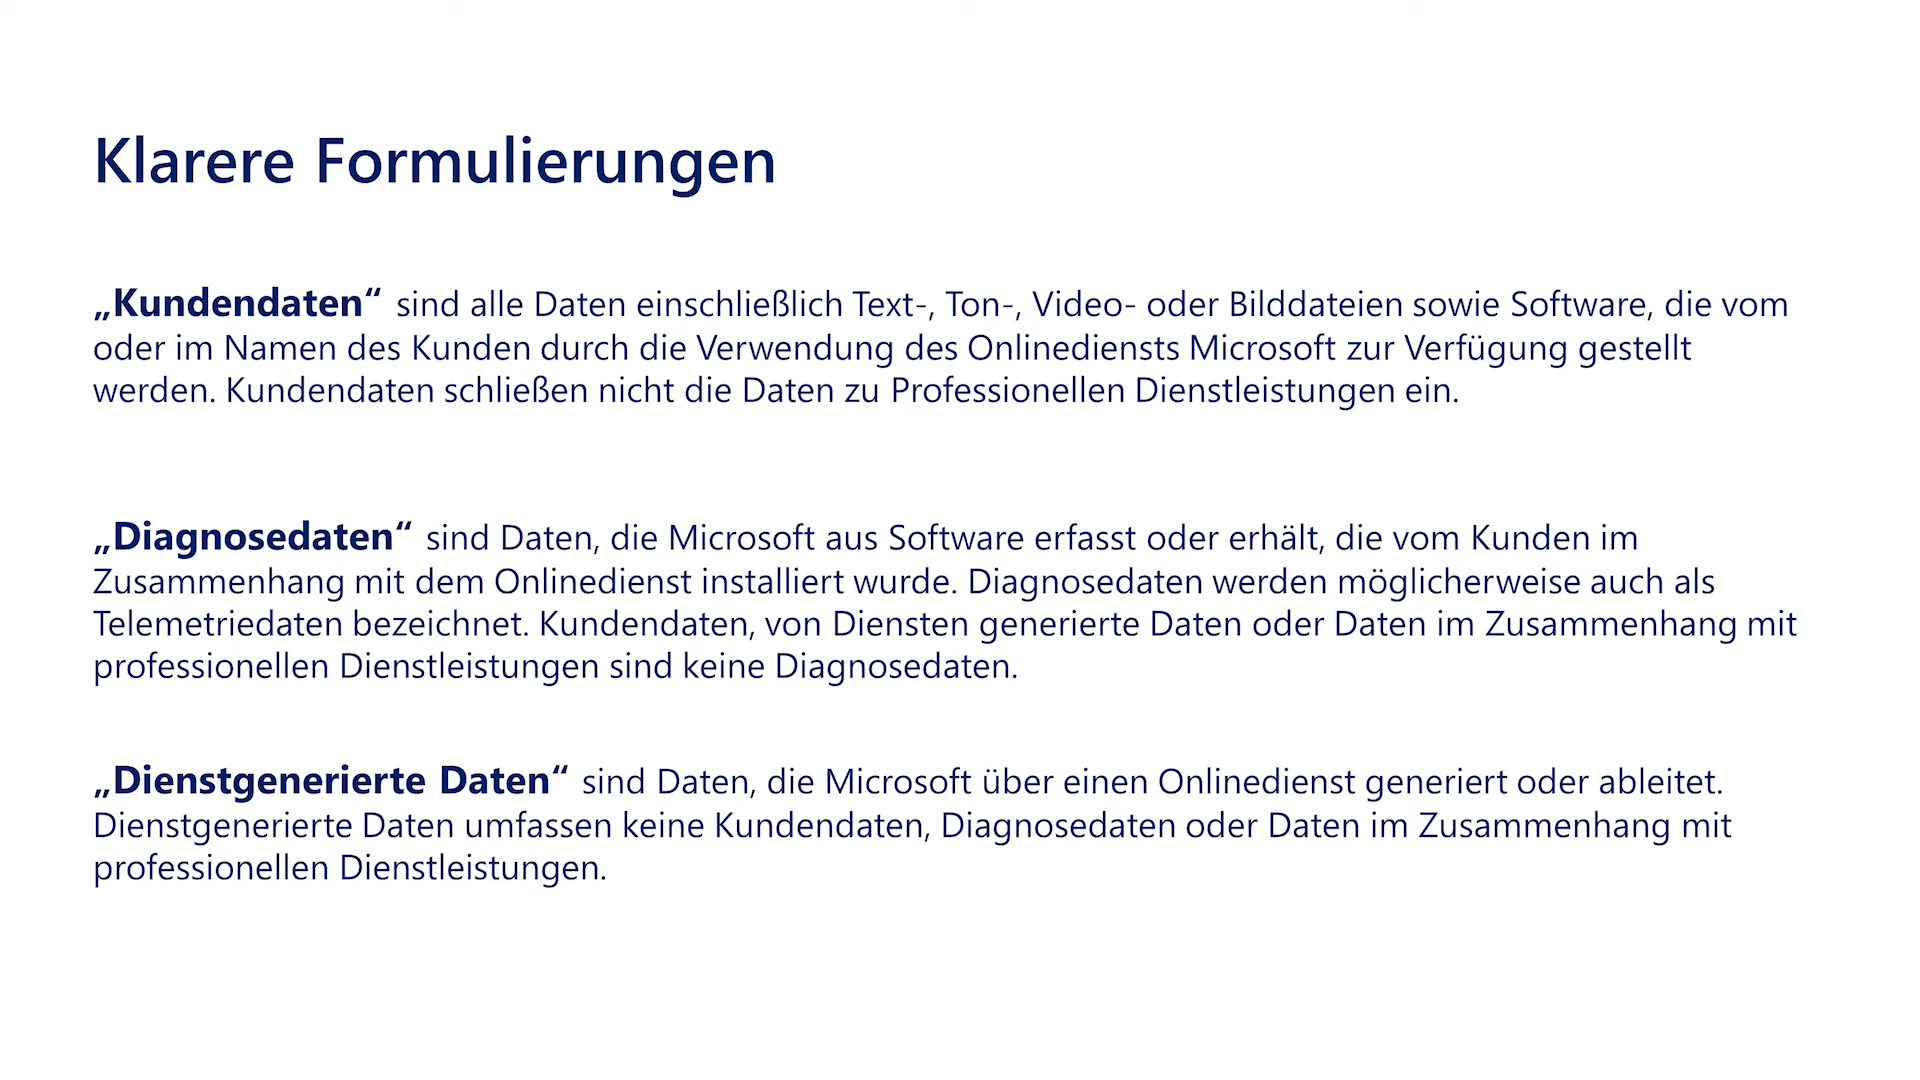 Klarere Formulierungen
„Kundendaten“ sind alle Daten einschließlich Text-, Ton-, Video- oder Bilddateien sowie Software, die vom
oder im Namen des Kunden durch die Verwendung des Onlinediensts Microsoft zur Verfügung gestellt
werden. Kundendaten schließen nicht die Daten zu Professionellen Dienstleistungen ein.
„Diagnosedaten“ sind Daten, die Microsoft aus Software erfasst oder erhält, die vom Kunden im
Zusammenhang mit dem Onlinedienst installiert wurde. Diagnosedaten werden möglicherweise auch als
Telemetriedaten bezeichnet. Kundendaten, von Diensten generierte Daten oder Daten im Zusammenhang mit
professionellen Dienstleistungen sind keine Diagnosedaten.
„Dienstgenerierte Daten“ sind Daten, die Microsoft über einen Onlinedienst generiert oder ableitet.
Dienstgenerierte Daten umfassen keine Kundendaten, Diagnosedaten oder Daten im Zusammenhang mit
professionellen Dienstleistungen.